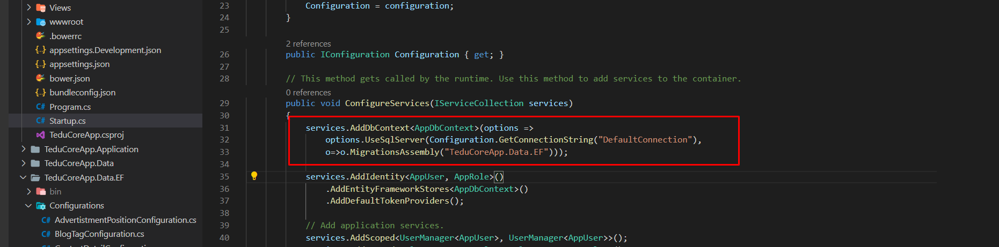 Views
wwwroot
.bowerrc
{..} appsettings.Development.json
{..} appsettings.json
bower.json
{..} bundleconfig.json
C# Program.cs
C# Startup.cs
TeduCoreApp.csproj
TeduCoreApp.Application
TeduCoreApp.Data
TeduCoreApp.Data.EF
bin
Configurations
C# AdvertistmentPositionConfiguration.cs
C# BlogTagConfiguration.cs
23 Configuration = configuration;
24 }
25
2 references
26 public IConfiguration Configuration { get; }
27
28 // This method gets called by the runtime. Use this method to add services to the container.
0 references
29 public void ConfigureServices(IServiceCollection services)
30 {
31 services.AddDbContext<AppDbContext>(options =>
32 options.UseSqlServer(Configuration.GetConnectionString("DefaultConnection"),
33 o=>o.MigrationsAssembly("TeduCoreApp.Data.EF")));
34
35 services.AddIdentity<AppUser, AppRole>()
36 .AddEntityFrameworkStores<AppDbContext>()
37 .AddDefaultTokenProviders();
38
39 // Add application services.
40 services.AddScoped<UserManager<AppUser>, UserManager<AppUser>>();